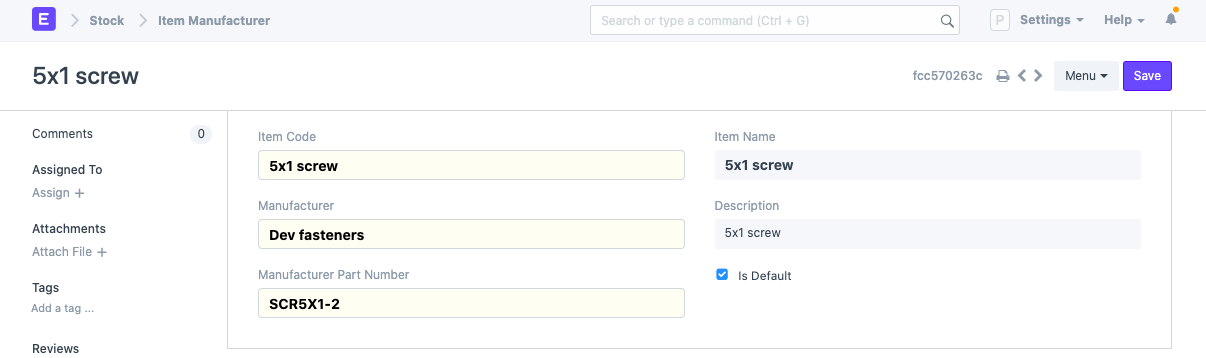 E Stock Item Manufacturer Search or type a command (Ctrl + G) P Settings Help
5x1 screw fcc570263c Menu Save
Comments 0
Assigned To
Assign +
Attachments
Attach File +
Tags
Add a tag ...
Reviews
Item Code
5x1 screw
Manufacturer
Dev fasteners
Manufacturer Part Number
SCR5X1-2
Item Name
5x1 screw
Description
5x1 screw
Is Default